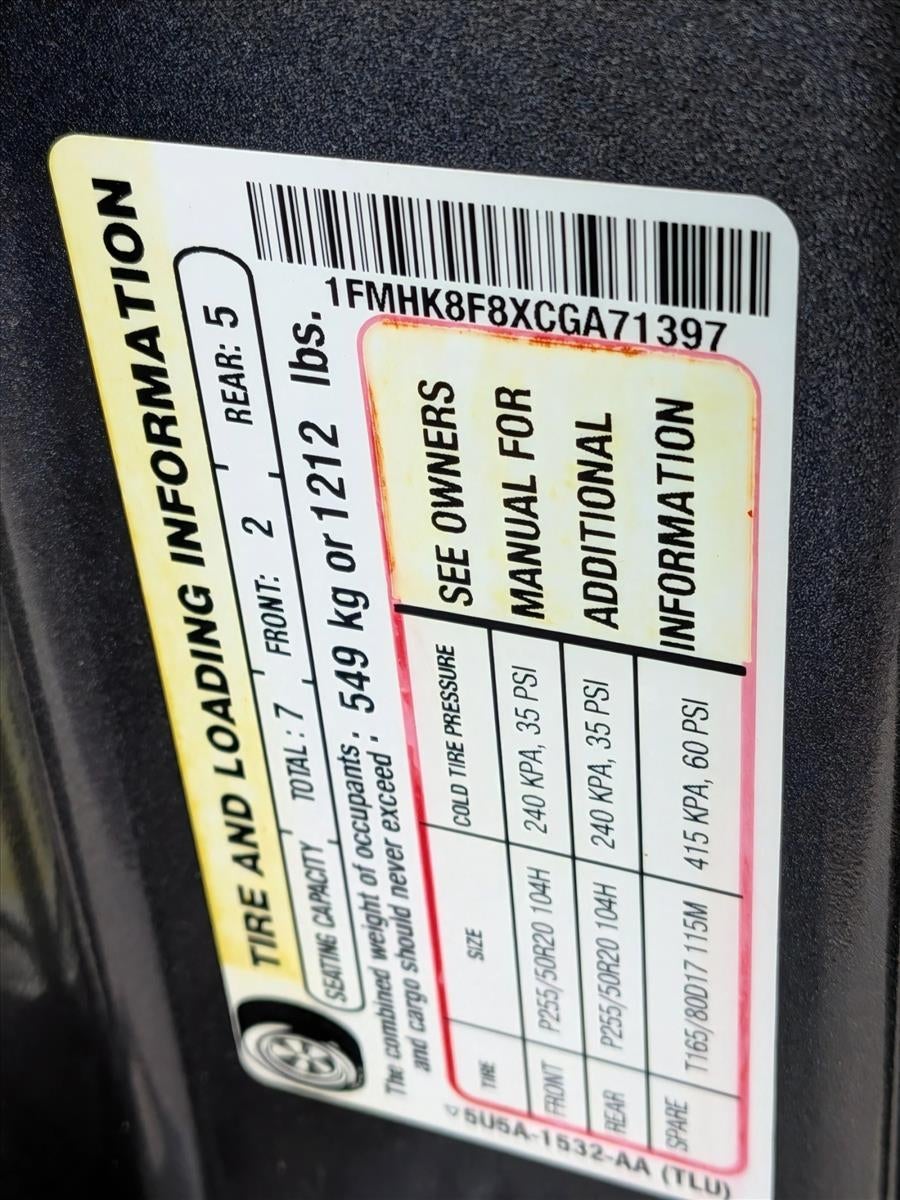 TIRE AND LOADING INFORMATION
SEATING CAPACITY TOTAL: 7 FRONT: 2 REAR: 5
The combined weight of occupants and cargo should never exceed : 549 kg or 1212 lbs.
1FMHK8F8XCGA71397
TIRE SIZE COLD TIRE PRESSURE
FRONT P255/50R20 104H 240 KPA, 35 PSI
REAR P255/50R20 104H 240 KPA, 35 PSI
SPARE T165/80D17 115M 415 KPA, 60 PSI
SEE OWNERS
MANUAL FOR
ADDITIONAL
INFORMATION
5U5A-1532-AA (TLU)